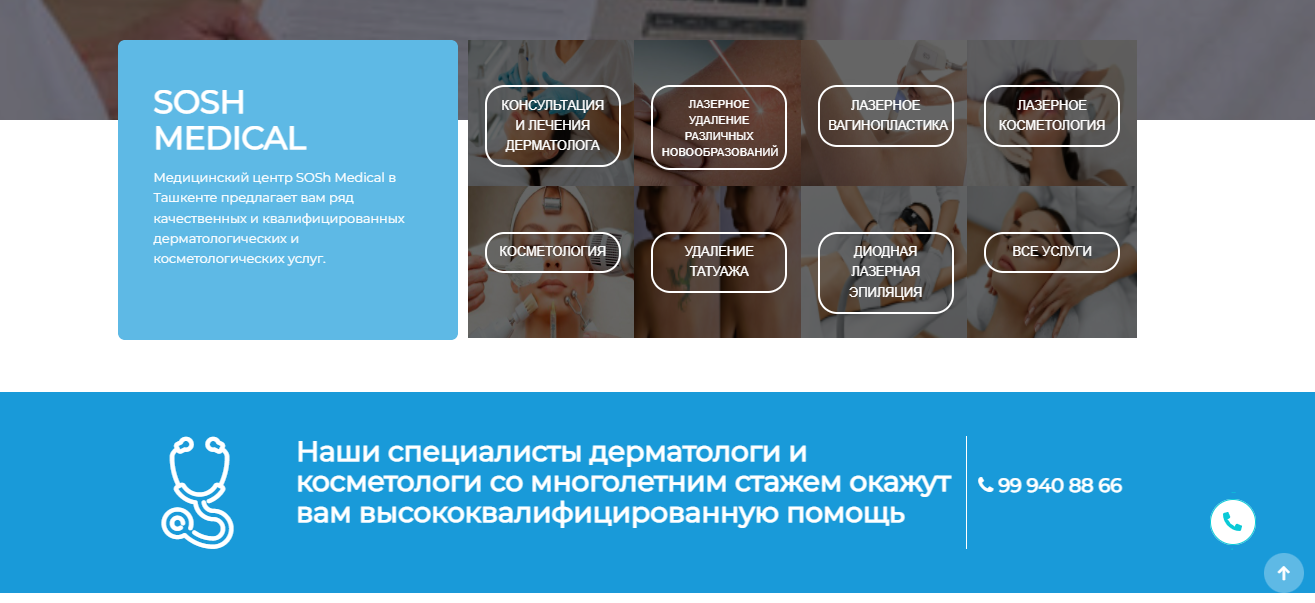 SOSH
MEDICAL
Медицинский центр SOSh Medical в
Ташкенте предлагает вам ряд
качественных и квалифицированных
дерматологических и
косметологических услуг.
КОНСУЛЬТАЦИЯ
И ЛЕЧЕНИЯ
ДЕРМАТОЛОГА
ЛАЗЕРНОЕ
УДАЛЕНИЕ
РАЗЛИЧНЫХ
НОВООБРАЗОВАНИЙ
ЛАЗЕРНОЕ
ВАГИНОПЛАСТИКА
ЛАЗЕРНОЕ
КОСМЕТОЛОГИЯ
КОСМЕТОЛОГИЯ
УДАЛЕНИЕ
ТАТУАЖА
ДИОДНАЯ
ЛАЗЕРНАЯ
ЭПИЛЯЦИЯ
ВСЕ УСЛУГИ
Наши специалисты дерматологи и
косметологи со многолетним стажем окажут
вам высококвалифицированную помощь
99 940 88 66